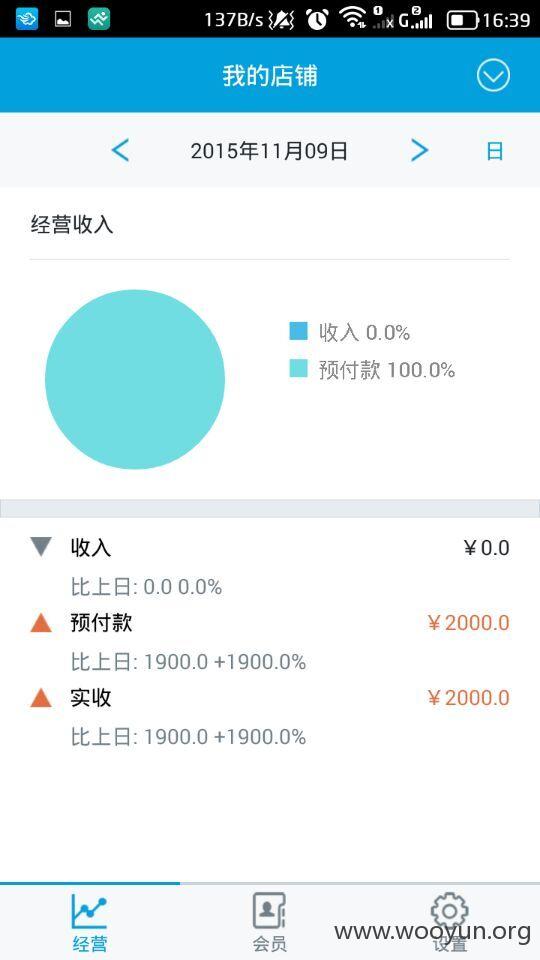 137B/s 1 x G 2 16:39
我的店铺
2015年11月09日 日
经营收入
收入 0.0%
预付款 100.0%
收入 ￥0.0
比上日: 0.0 0.0%
预付款 ￥2000.0
比上日: 1900.0 +1900.0%
实收 ￥2000.0
比上日: 1900.0 +1900.0%
经营 会员 设置
www.wooyun.org